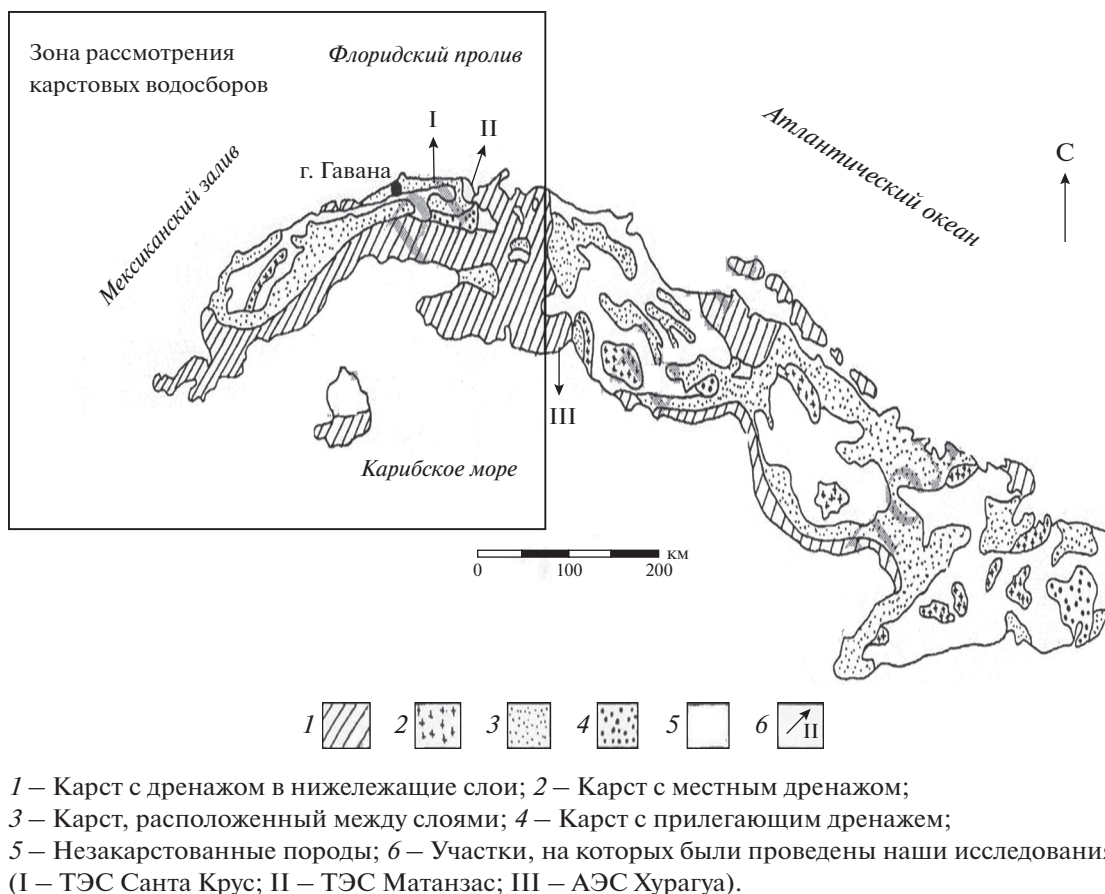 Зона рассмотрения
карстовых водосборов
Флоридский пролив
I
II
г. Гавана
Мексиканский залив
Атлантический океан
С
III
Карибское море
км
0 100 200
1 2 3 4 5 6 II
1 – Карст с дренажом в нижележащие слои; 2 – Карст с местным дренажом;
3 – Карст, расположенный между слоями; 4 – Карст с прилегающим дренажем;
5 – Незакарстованные породы; 6 – Участки, на которых были проведены наши исследования
(I – ТЭС Санта Крус; II – ТЭС Матанзас; III – АЭС Хурагуа).